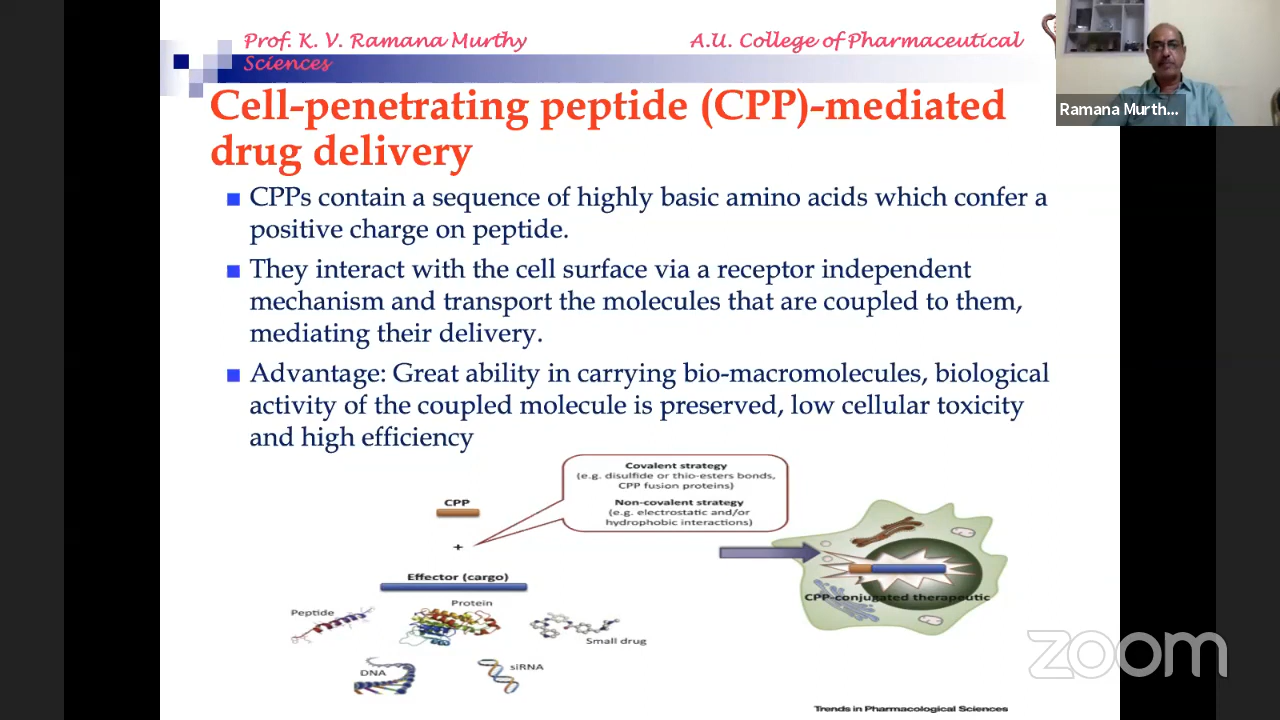 Prof. K. V. Ramana Murthy A.U. College of Pharmaceutical
Sciences
Ramana Murth...
Cell-penetrating peptide (CPP)-mediated
drug delivery
CPPs contain a sequence of highly basic amino acids which confer a
positive charge on peptide.
They interact with the cell surface via a receptor independent
mechanism and transport the molecules that are coupled to them,
mediating their delivery.
Advantage: Great ability in carrying bio-macromolecules, biological
activity of the coupled molecule is preserved, low cellular toxicity
and high efficiency
Covalent strategy
(e.g. disulfide or thio-esters bonds,
CPP fusion proteins)
Non-covalent strategy
(e.g. electrostatic and/or
hydrophobic interactions)
CPP
+
Effector (cargo)
Peptide
Protein
Small drug
DNA
siRNA
CPP-conjugated therapeutic
zoom
Trends in Pharmacological Sciences